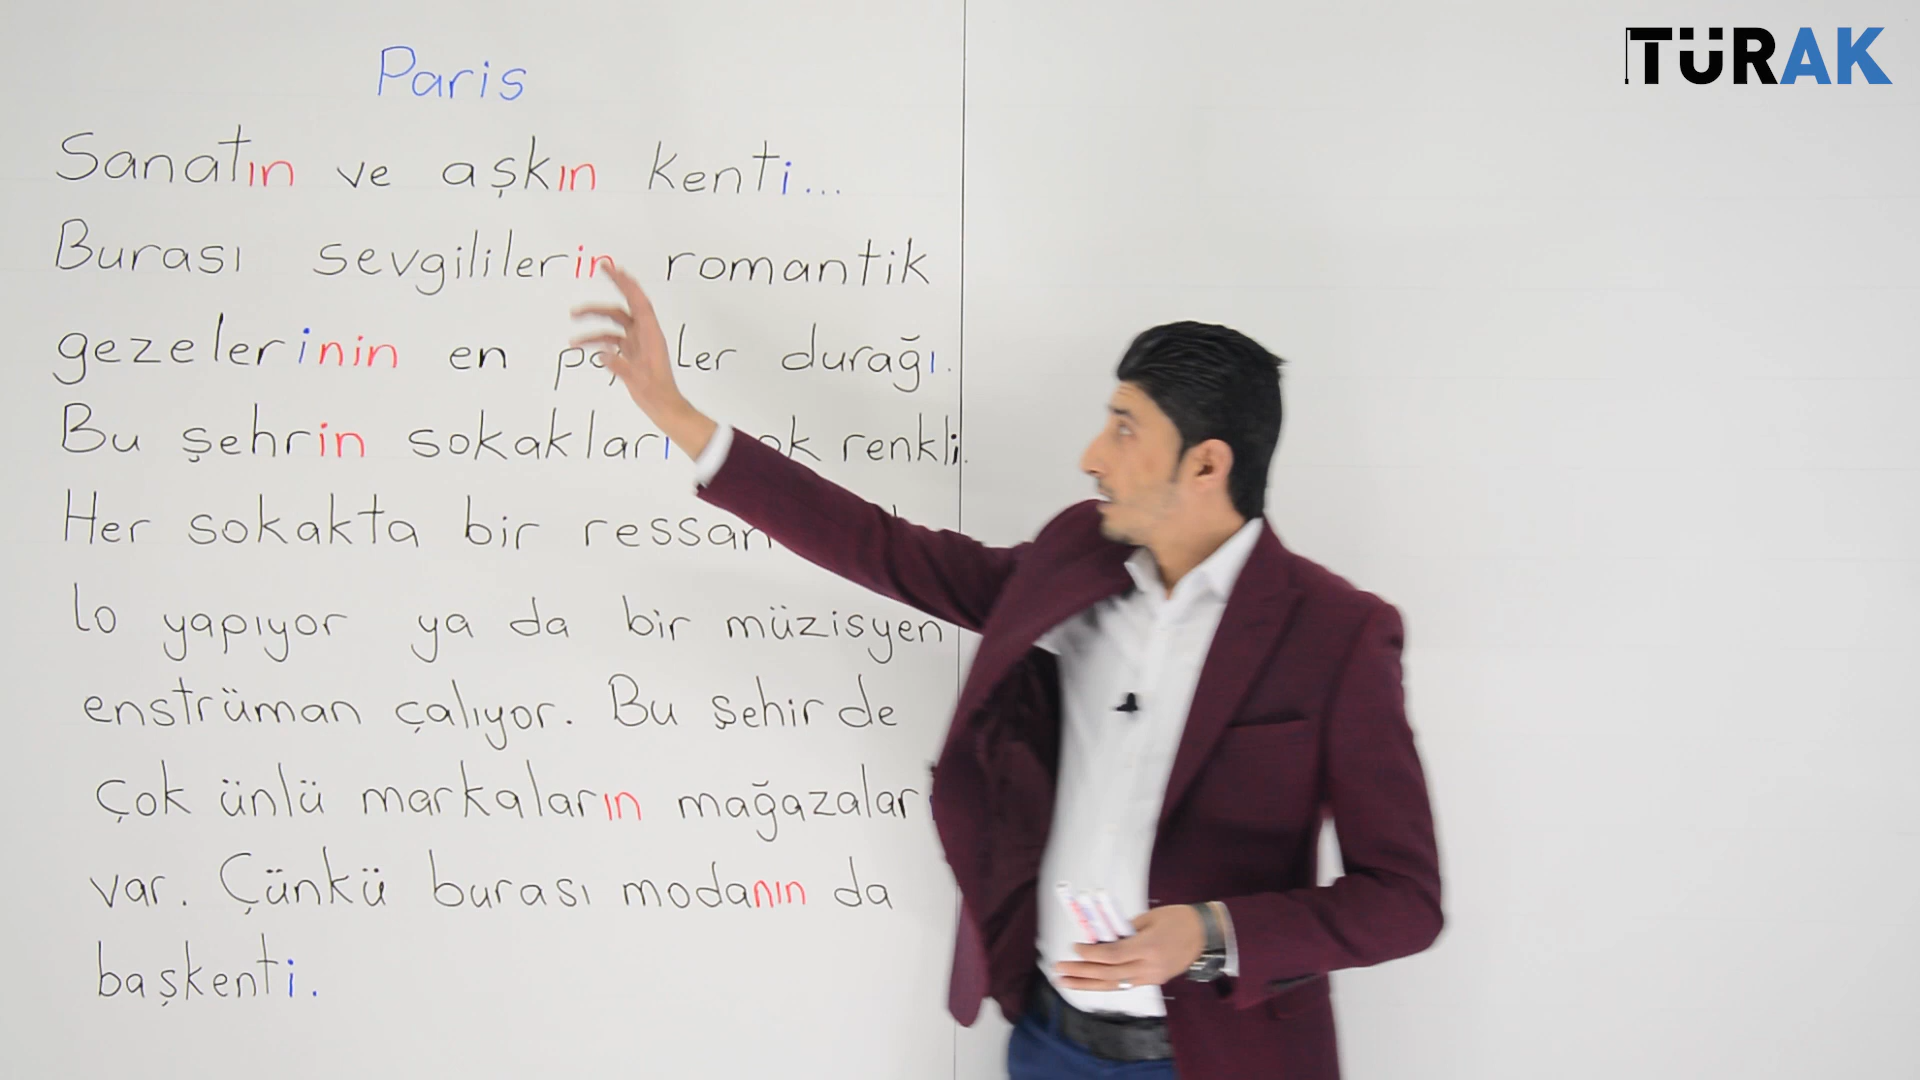 TÜRAK
Paris
Sanatın ve aşkın kenti...
Burası sevgililerin romantik
gezelerinin en durağı.
Bu şehrin sokakları renkli.
Her sokakta bir
lo yapıyor ya da bir müzisyen
enstrüman çalıyor. Bu şehirde
çok ünlü markaların mağazaları
var. Çünkü burası modanın da
başkenti.